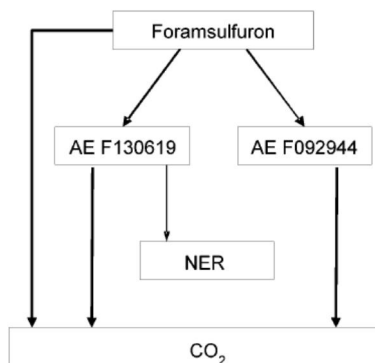 Foramsulfuron
AE F130619
AE F092944
NER
CO₂